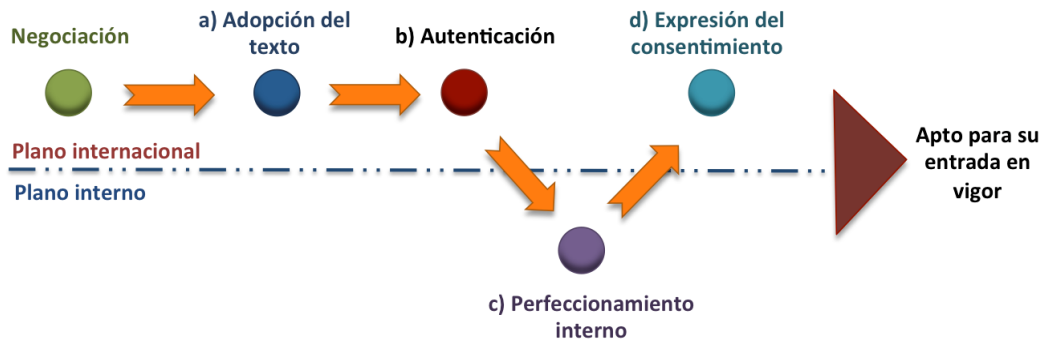 Negociación
a) Adopción del
texto
b) Autenticación
d) Expresión del
consentimiento
Plano internacional
Plano interno
Apto para su
entrada en
vigor
c) Perfeccionamiento
interno